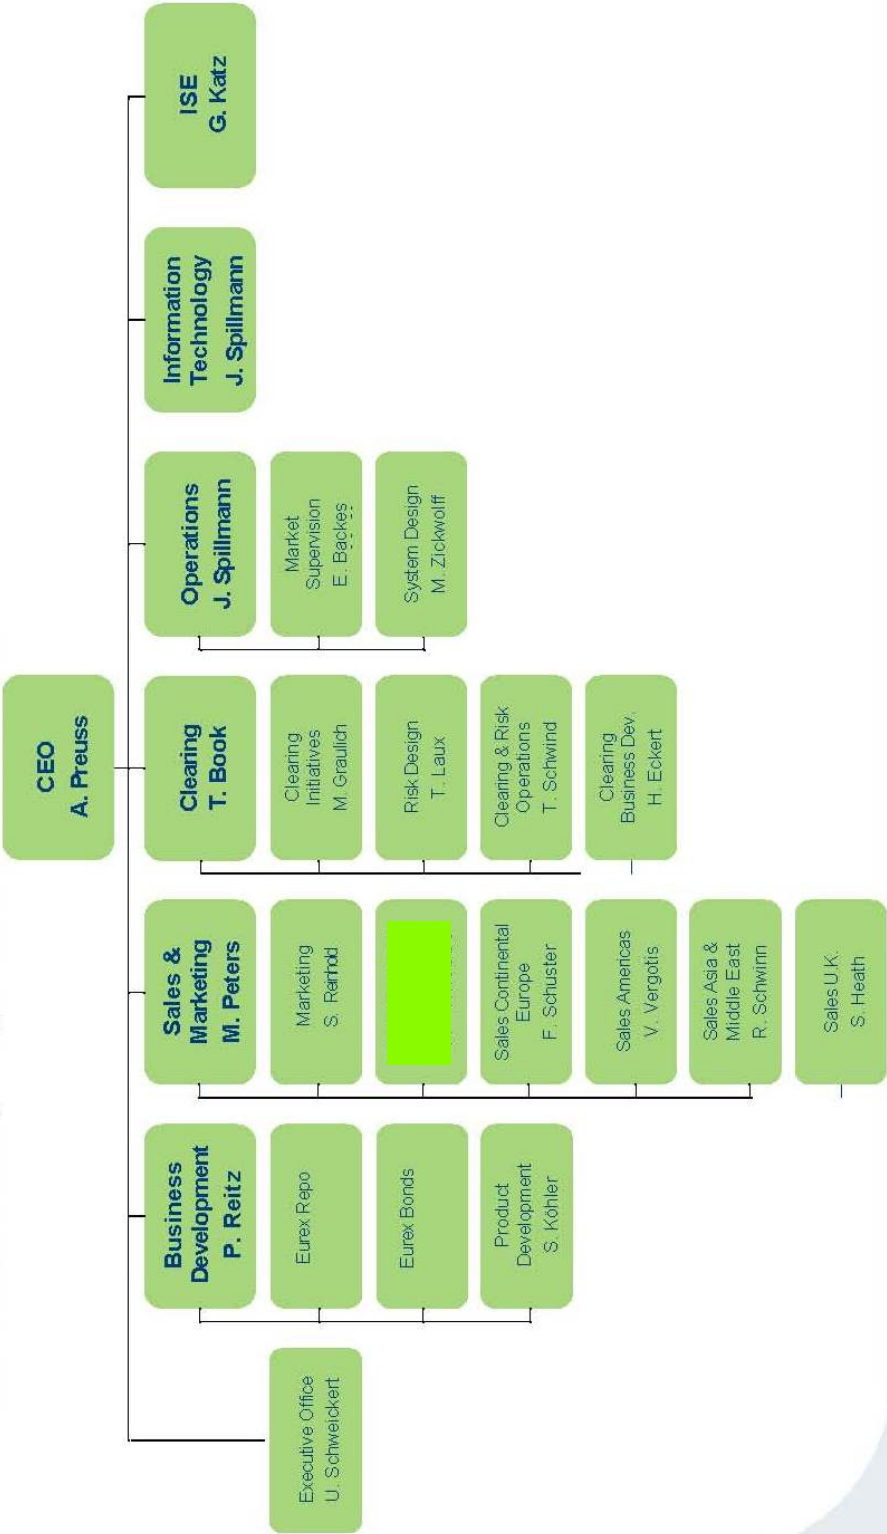 CEO
A. Preuss
Executive Office
U. Schweickert
Business
Development
P. Reitz
Eurex Repo
Eurex Bonds
Product
Development
S. Köhler
Sales &
Marketing
M. Peters
Marketing
S. Reinhold
Sales Continental
Europe
F. Schuster
Sales Americas
V. Vergotis
Sales Asia &
Middle East
R. Schwinn
Sales U.K.
S. Heath
Clearing
T. Book
Clearing
Initiatives
M. Graulich
Risk Design
T. Laux
Clearing & Risk
Operations
T. Schwind
Clearing
Business Dev.
H. Eckert
Operations
J. Spillmann
Market
Supervision
E. Backes
System Design
M. Zickwolff
Information
Technology
J. Spillmann
ISE
G. Katz